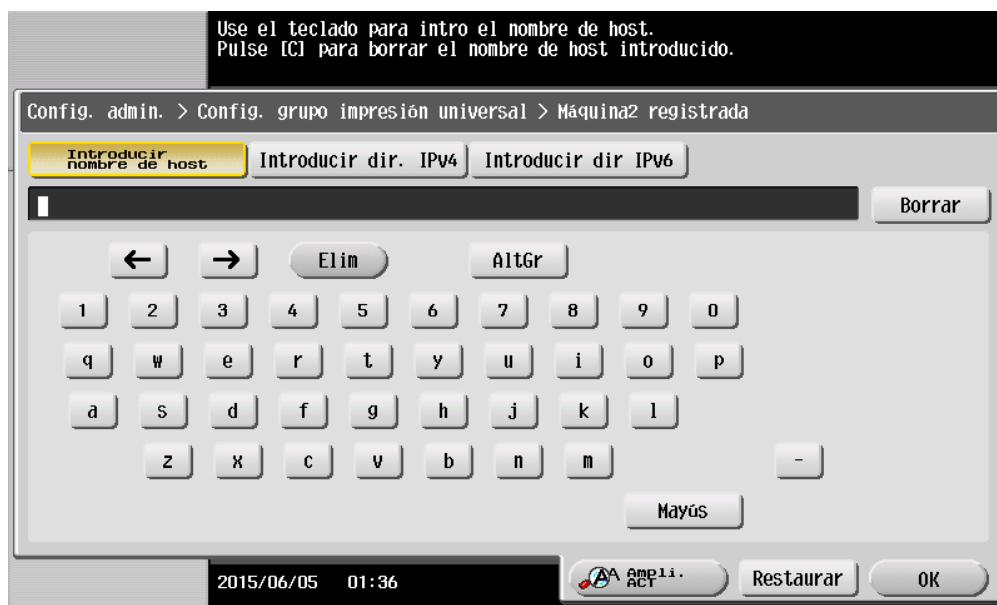 Use el teclado para intro el nombre de host.
Pulse [C] para borrar el nombre de host introducido.
Config. admin. > Config. grupo impresión universal > Máquina2 registrada
Introducir nombre de host
Introducir dir. IPv4
Introducir dir IPv6
Borrar
← → Elim AltGr
1 2 3 4 5 6 7 8 9 0
q w e r t y u i o p
a s d f g h j k l
z x c v b n m -
Mayús
2015/06/05 01:36
AA Ampli. ACT
Restaurar
OK